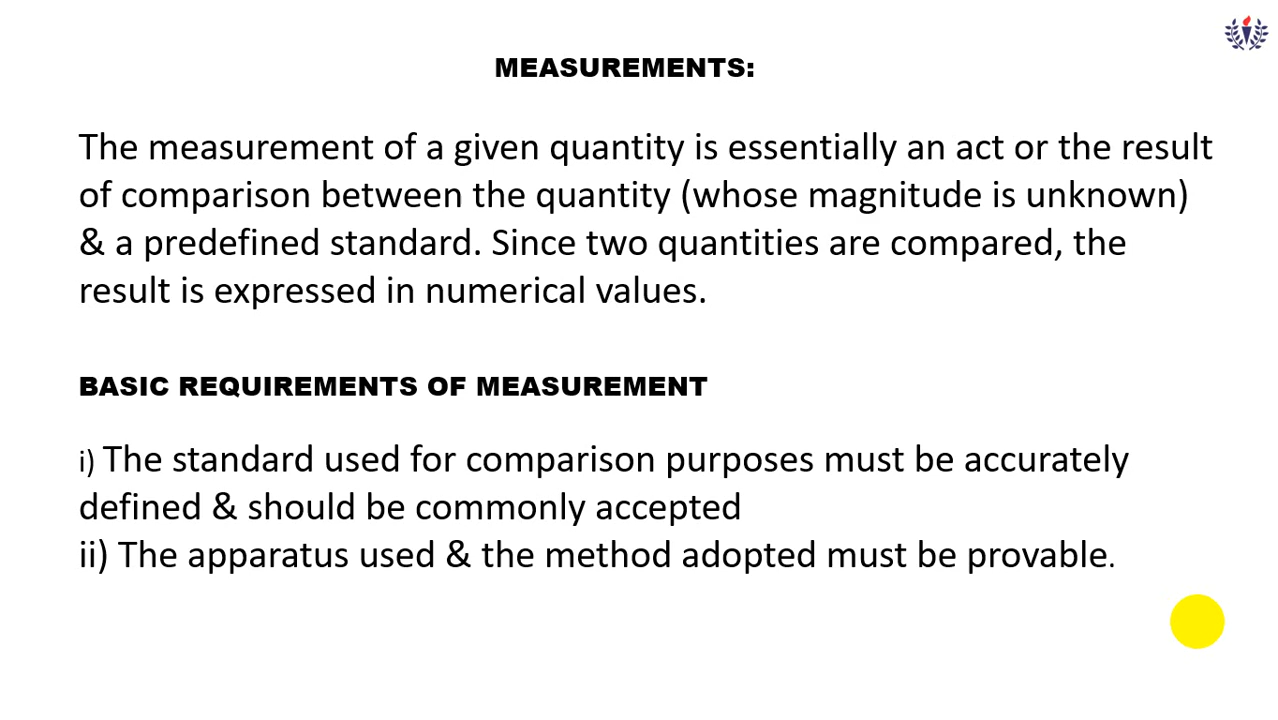 MEASUREMENTS:
The measurement of a given quantity is essentially an act or the result
of comparison between the quantity (whose magnitude is unknown)
& a predefined standard. Since two quantities are compared, the
result is expressed in numerical values.
BASIC REQUIREMENTS OF MEASUREMENT
i) The standard used for comparison purposes must be accurately
defined & should be commonly accepted
ii) The apparatus used & the method adopted must be provable.